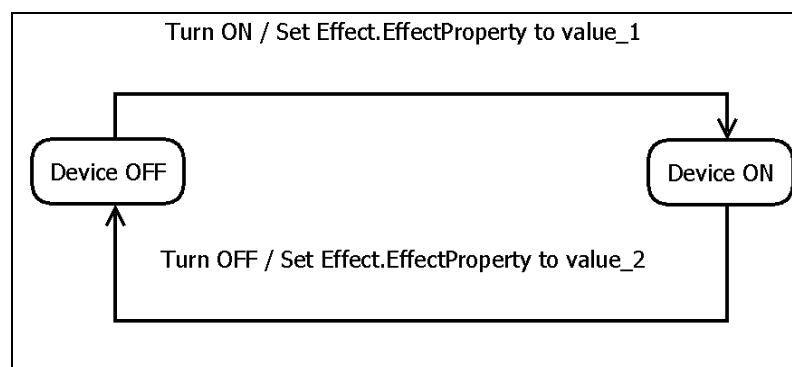 Turn ON / Set Effect.EffectProperty to value_1
Device OFF
Device ON
Turn OFF / Set Effect.EffectProperty to value_2